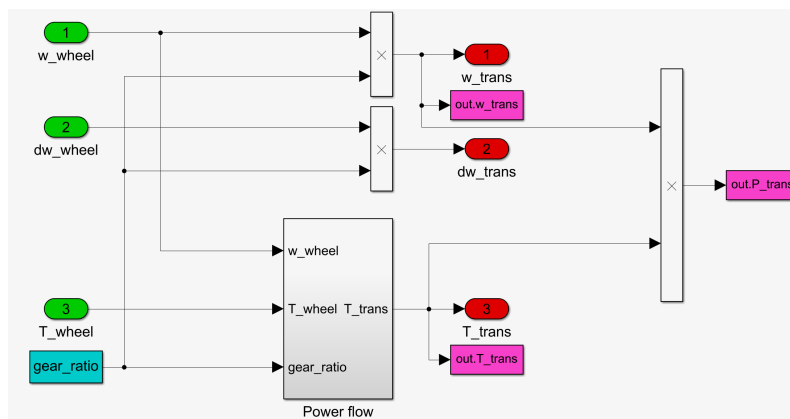 1
w_wheel
×
1
w_trans
out.w_trans
2
dw_wheel
×
2
dw_trans
×
out.P_trans
w_wheel
3
T_wheel
T_wheel
T_trans
3
T_trans
gear_ratio
gear_ratio
out.T_trans
Power flow